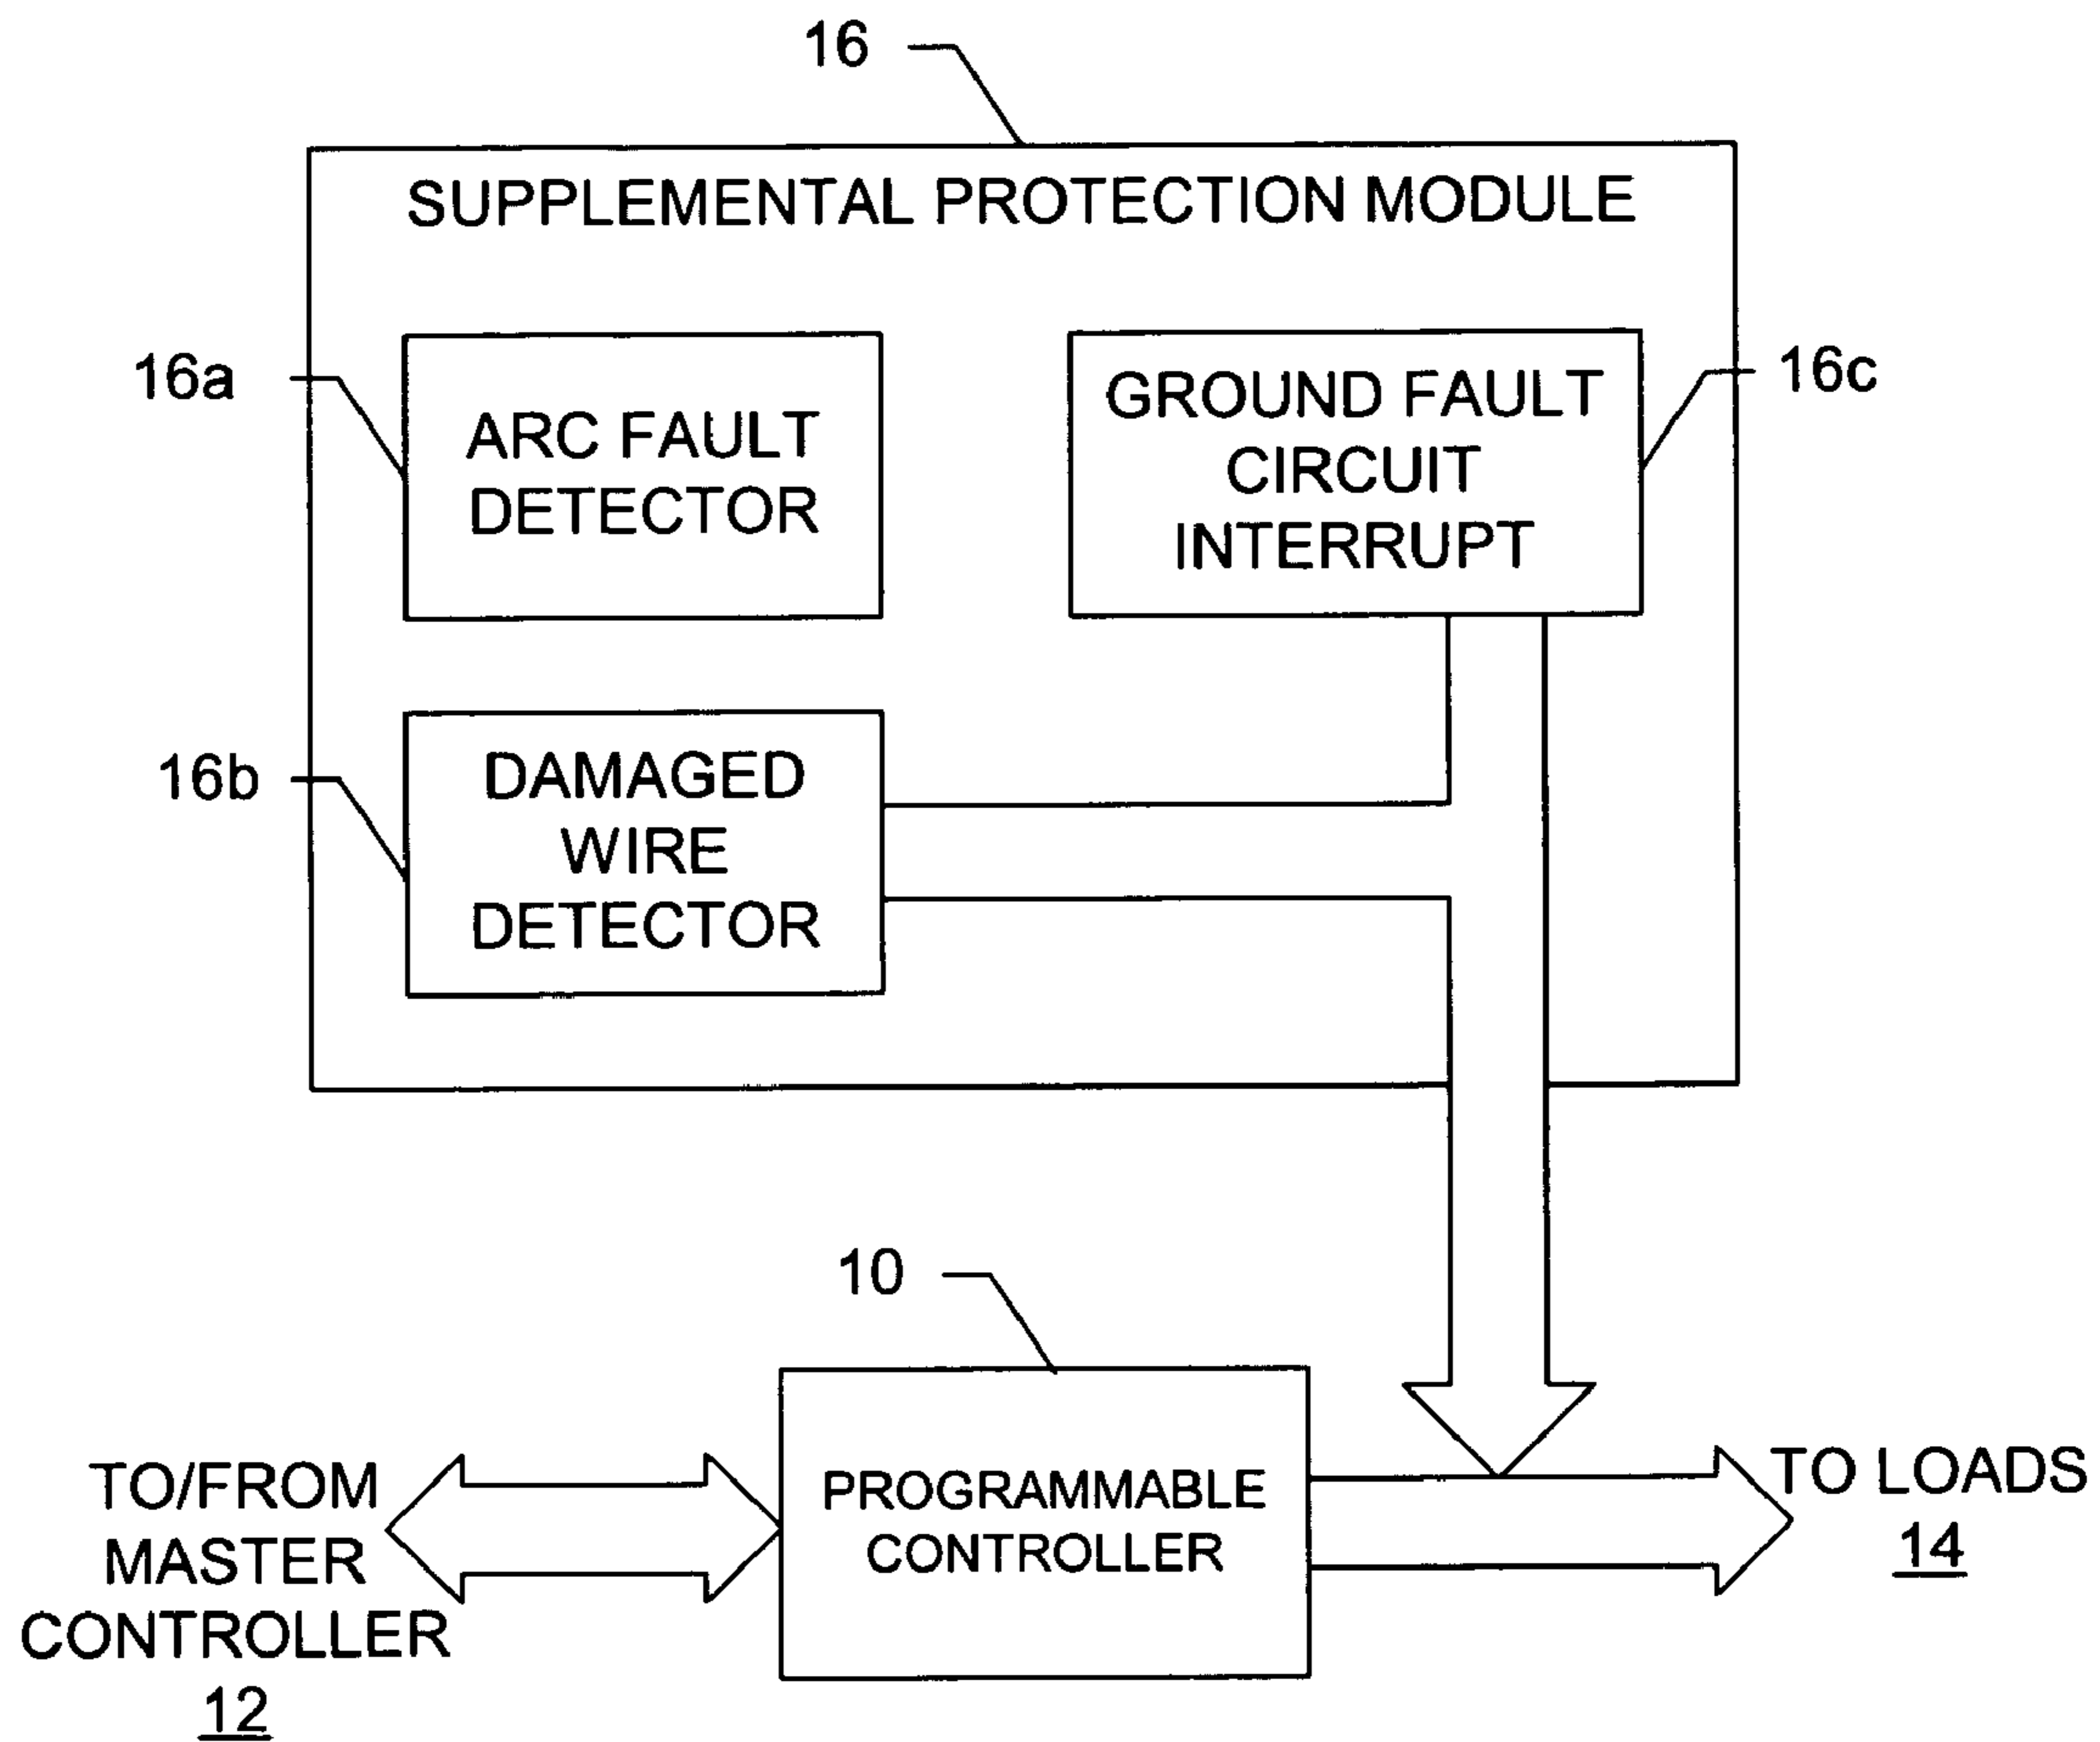 16
SUPPLEMENTAL PROTECTION MODULE
16a
ARC FAULT
DETECTOR
GROUND FAULT
CIRCUIT
INTERRUPT
16c
16b
DAMAGED
WIRE
DETECTOR
10
TO/FROM
MASTER
CONTROLLER
12
PROGRAMMABLE
CONTROLLER
TO LOADS
14